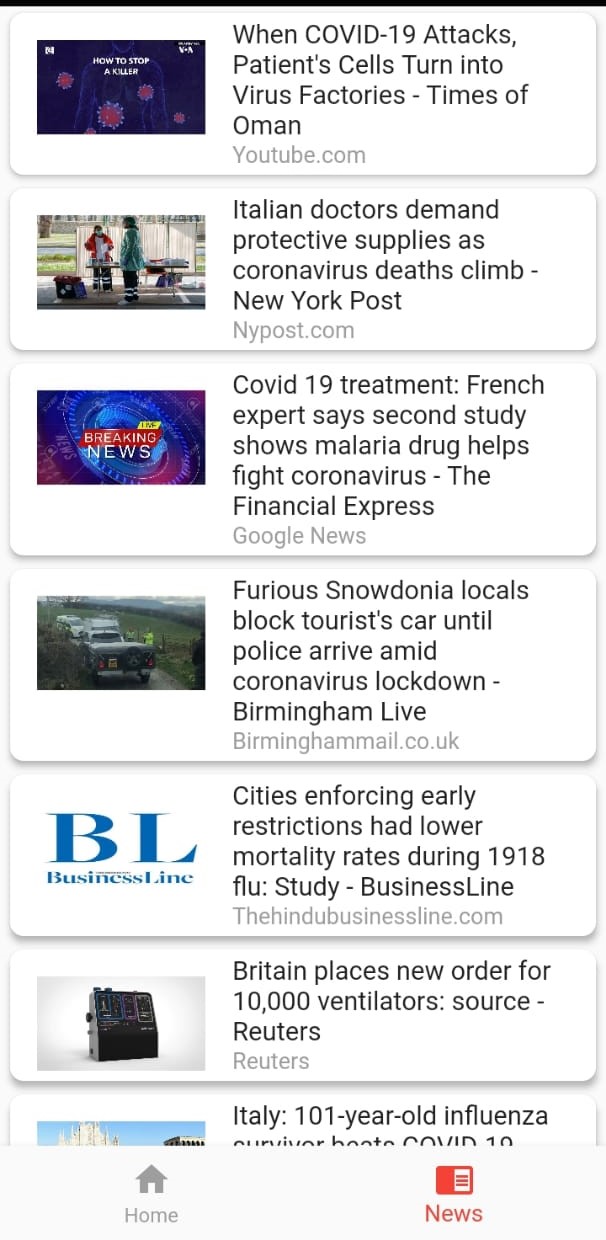 HOW TO STOP
A KILLER
VOA
When COVID-19 Attacks,
Patient's Cells Turn into
Virus Factories - Times of
Oman
Youtube.com
Italian doctors demand
protective supplies as
coronavirus deaths climb -
New York Post
Nypost.com
LIVE
BREAKING
NEWS
Covid 19 treatment: French
expert says second study
shows malaria drug helps
fight coronavirus - The
Financial Express
Google News
Furious Snowdonia locals
block tourist's car until
police arrive amid
coronavirus lockdown -
Birmingham Live
Birminghammail.co.uk
BL
BusinessLine
Cities enforcing early
restrictions had lower
mortality rates during 1918
flu: Study - BusinessLine
Thehindubusinessline.com
Britain places new order for
10,000 ventilators: source -
Reuters
Reuters
Italy: 101-year-old influenza
survivor beats COVID-19
Home
News